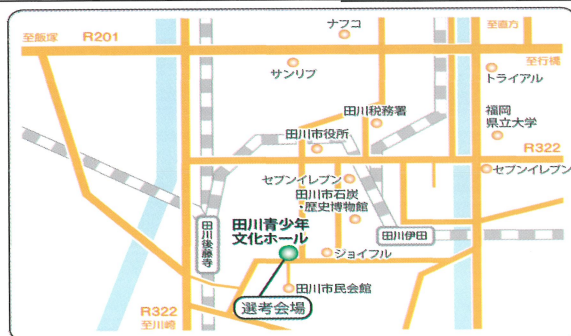 ナフコ
至飯塚
R201
至直方
至行橋
サンリブ
トライアル
田川税務署
福岡
県立大学
田川市役所
R322
セブンイレブン
セブンイレブン
田川市石炭
・歴史博物館
田川後藤寺
田川青少年
文化ホール
田川伊田
ジョイフル
田川市民会館
選考会場
R322
至川崎